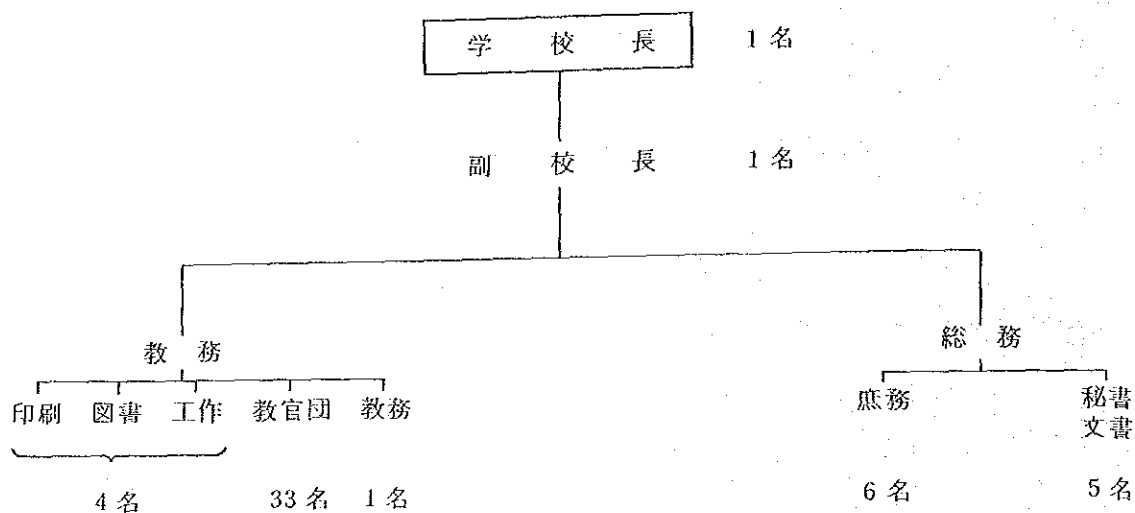 学校長 1名
副校長 1名
教務 総務
印刷 図書 工作 教官団 教務 庶務 秘書
文書
4名 33名 1名 6名 5名